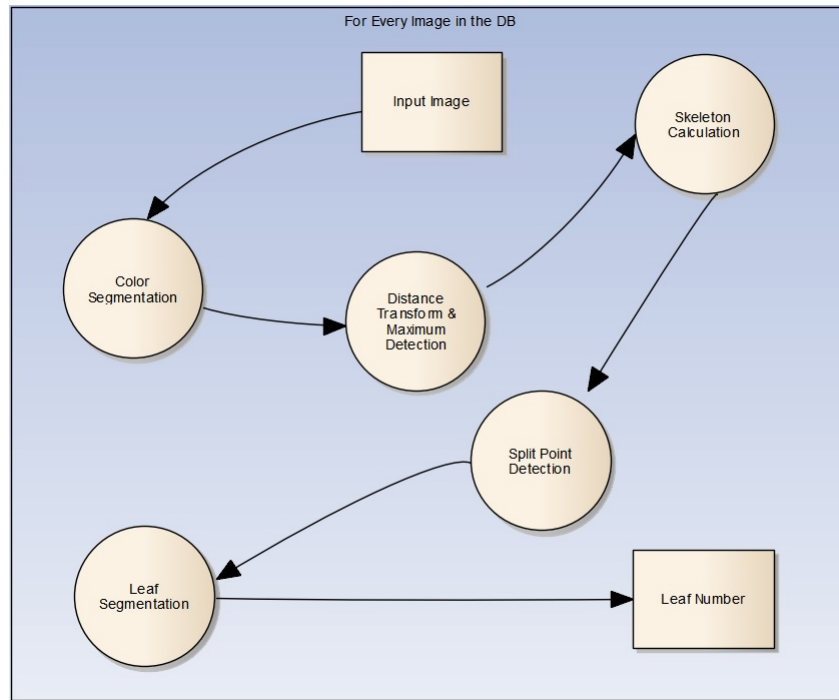 For Every Image in the DB
Input Image
Skeleton
Calculation
Color
Segmentation
Distance
Transform &
Maximum
Detection
Split Point
Detection
Leaf
Segmentation
Leaf Number